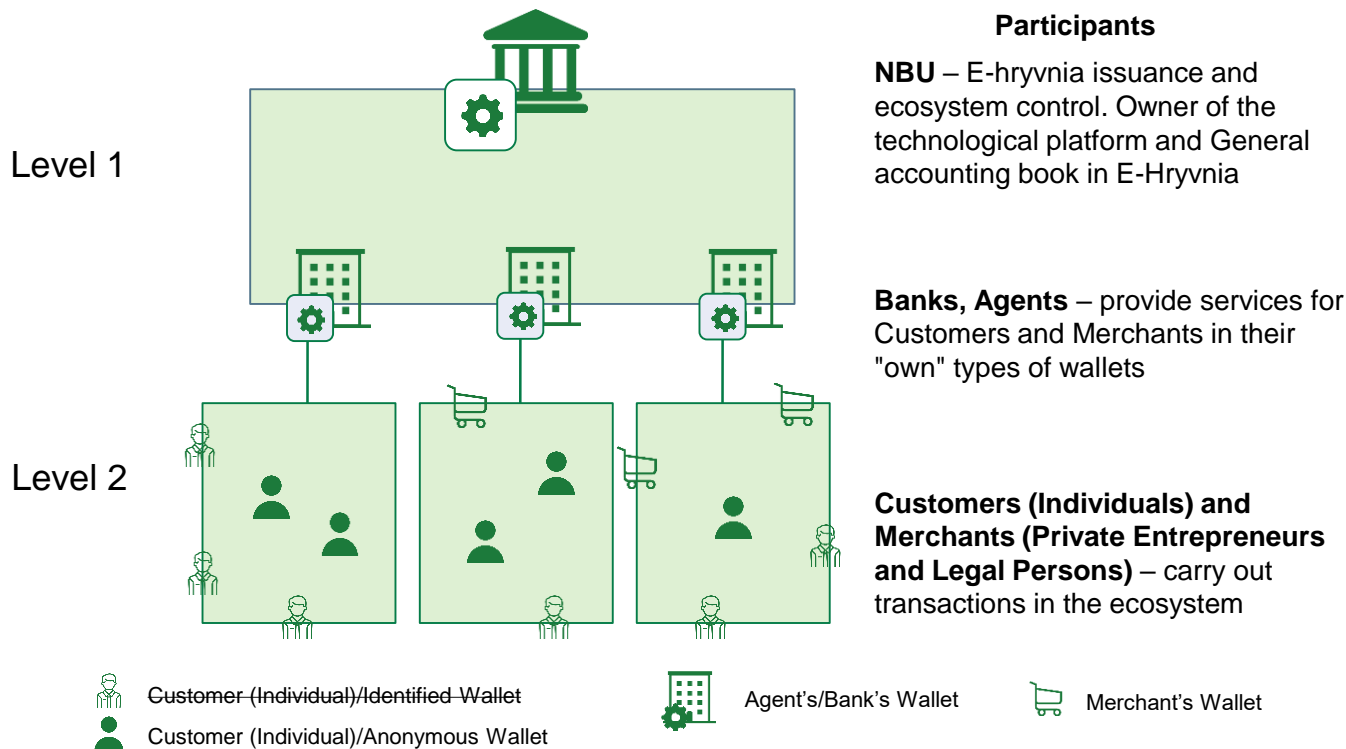 Participants
NBU – E-hryvnia issuance and
ecosystem control. Owner of the
technological platform and General
accounting book in E-Hryvnia
Level 1
Banks, Agents – provide services for
Customers and Merchants in their
"own" types of wallets
Level 2
Customers (Individuals) and
Merchants (Private Entrepreneurs
and Legal Persons) – carry out
transactions in the ecosystem
Customer (Individual)/Identified Wallet
Customer (Individual)/Anonymous Wallet
Agent's/Bank's Wallet
Merchant's Wallet